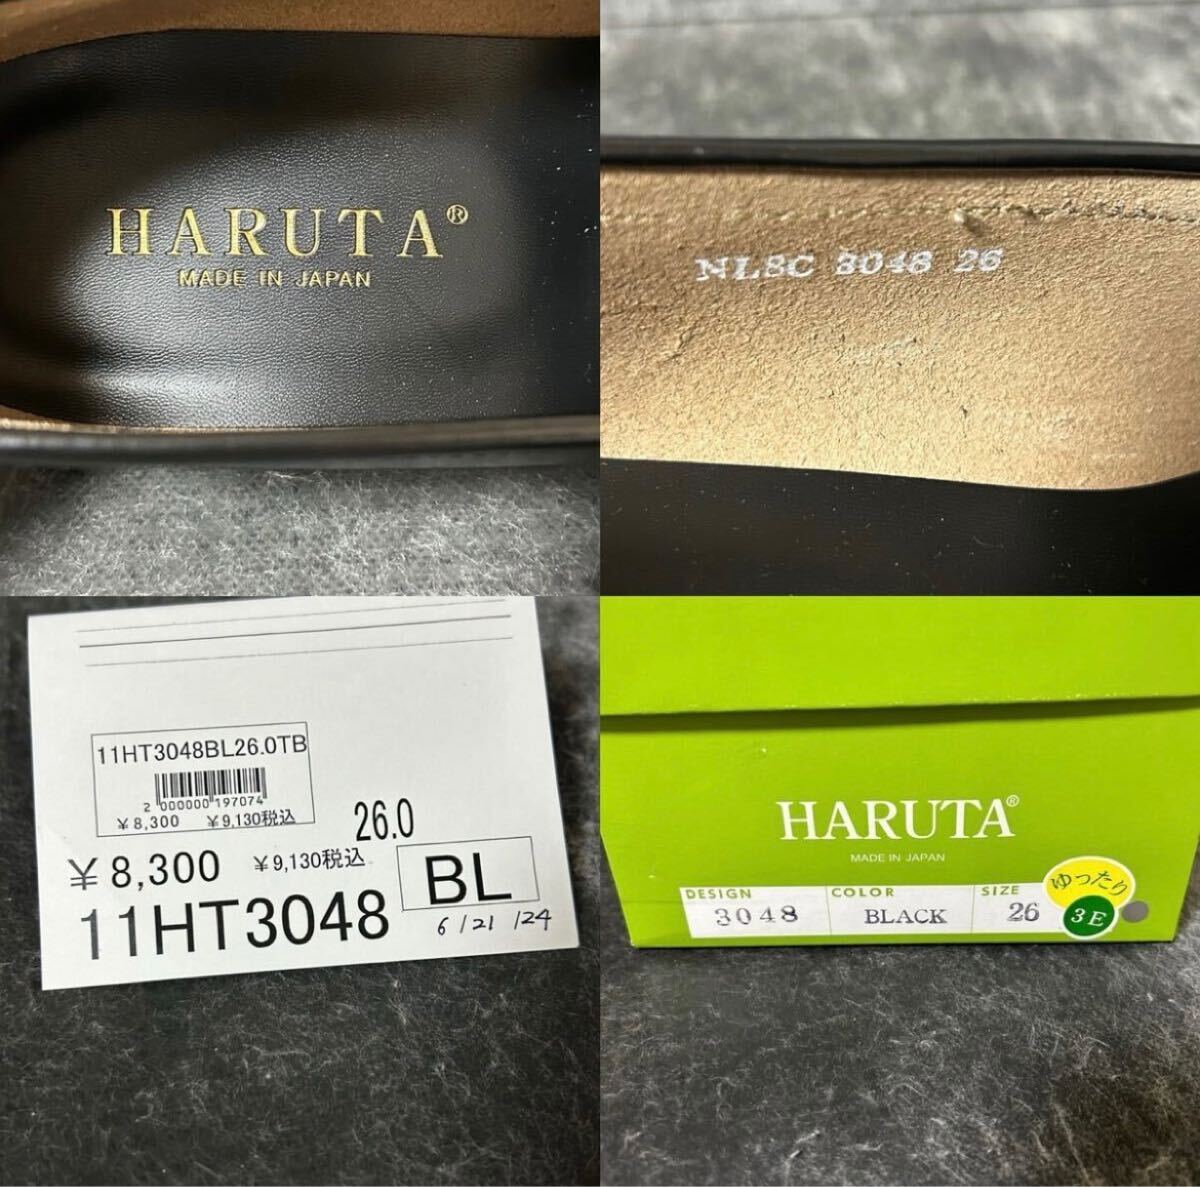 HARUTA®
MADE IN JAPAN
NL8C 3048 26
11HT3048BL26.0TB
2 000000 197074
￥8,300 ￥9,130税込
26.0
￥8,300 ￥9,130税込
BL
11HT3048
6/21/24
HARUTA®
MADE IN JAPAN
DESIGN COLOR SIZE
3048 BLACK 26
ゆったり
3E